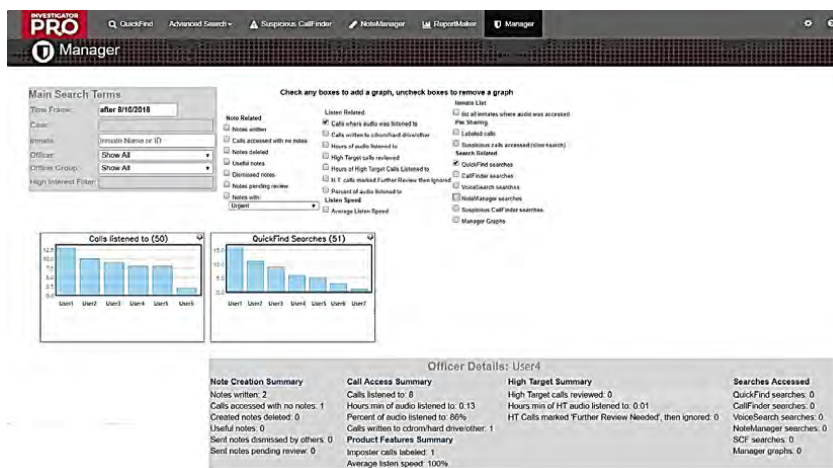 INVESTIGATOR
PRO
QuickFind
Advanced Search
Suspicious CallFinder
NoteManager
ReportMaker
Manager
Manager
Main Search Terms
Time Frame: after 8/10/2016
Case:
Inmate: Inmate Name or ID
Officer: Show All
Officer Group: Show All
High Interest Filter:
Check any boxes to add a graph, uncheck boxes to remove a graph
Note Related
Notes written
Calls accessed with no notes
Notes deleted
Useful notes
Dismissed notes
Notes pending review
Notes with:
Urgent
Listen Related
Calls where audio was listened to
Calls written to cdrom/hard drive/other
Hours of audio listened to
High Target calls reviewed
Hours of High Target Calls Listened to
H.T. calls marked Further Review then ignored
Percent of audio listened to
Listen Speed
Average Listen Speed
Inmate List
list all inmates where audio was accessed
File Sharing
Labeled calls
Suspicious calls accessed (slow search)
Search Related
QuickFind searches
CallFinder searches
VoiceSearch searches
NoteManager searches
Suspicious CallFinder searches
Manager Graphs
Calls listened to (50)
User1 User2 User3 User4 User5 User6
QuickFind Searches (51)
User1 User2 User3 User4 User5 User6 User7
Officer Details: User4
Note Creation Summary
Notes written: 2
Calls accessed with no notes: 1
Created notes deleted: 0
Useful notes: 0
Sent notes dismissed by others: 0
Sent notes pending review: 0
Call Access Summary
Calls listened to: 8
Hours:min of audio listened to: 0:13
Percent of audio listened to: 86%
Calls written to cdrom/hard drive/other: 1
Product Features Summary
Imposter calls labeled: 1
Average listen speed: 100%
High Target Summary
High Target calls reviewed: 0
Hours:min of HT audio listened to: 0:01
HT Calls marked 'Further Review Needed', then ignored: 0
Searches Accessed
QuickFind searches: 0
CallFinder searches: 0
VoiceSearch searches: 0
NoteManager searches: 0
SCF searches: 0
Manager graphs: 0